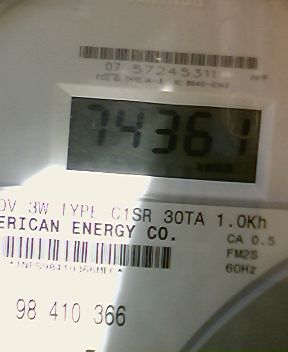 07 57245311
74361
0V 3W TYPE C1SR 30TA 1.0Kh
ERICAN ENERGY CO.
CA 0.5
FM2S
60Hz
98 410 366